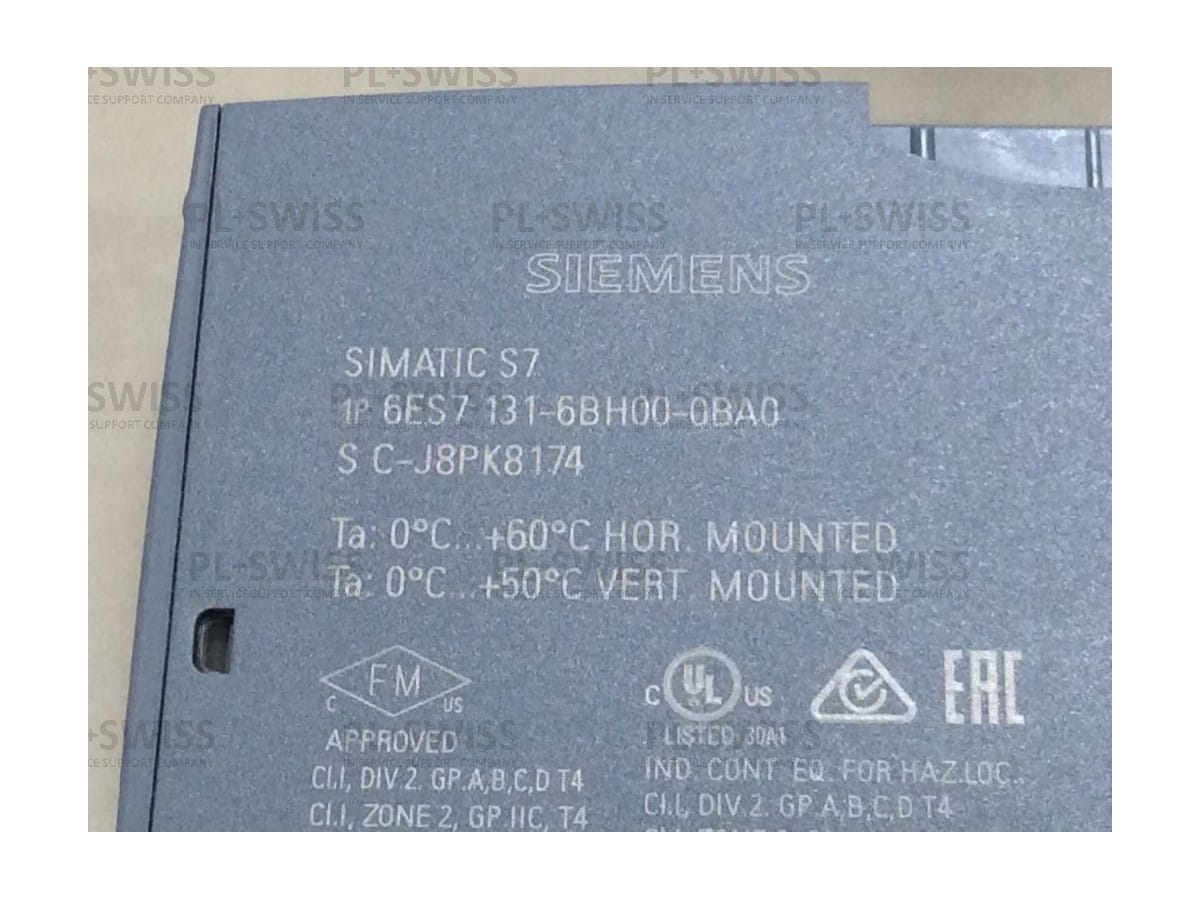 PL+SWISS
IN SERVICE SUPPORT COMPANY
SIEMENS
SIMATIC S7
1P 6ES7 131-6BH00-0BA0
S C-J8PK8174
Ta: 0°C...+60°C HOR. MOUNTED
Ta: 0°C...+50°C VERT MOUNTED
FM
C US
APPROVED
CI.I, DIV.2. GP.A,B,C,D T4
CI.I, ZONE 2, GP.IIC, T4
C UL US
LISTED 30A1
IND. CONT. EQ. FOR HAZ.LOC.
CI.I, DIV.2. GP.A,B,C,D T4
EAC